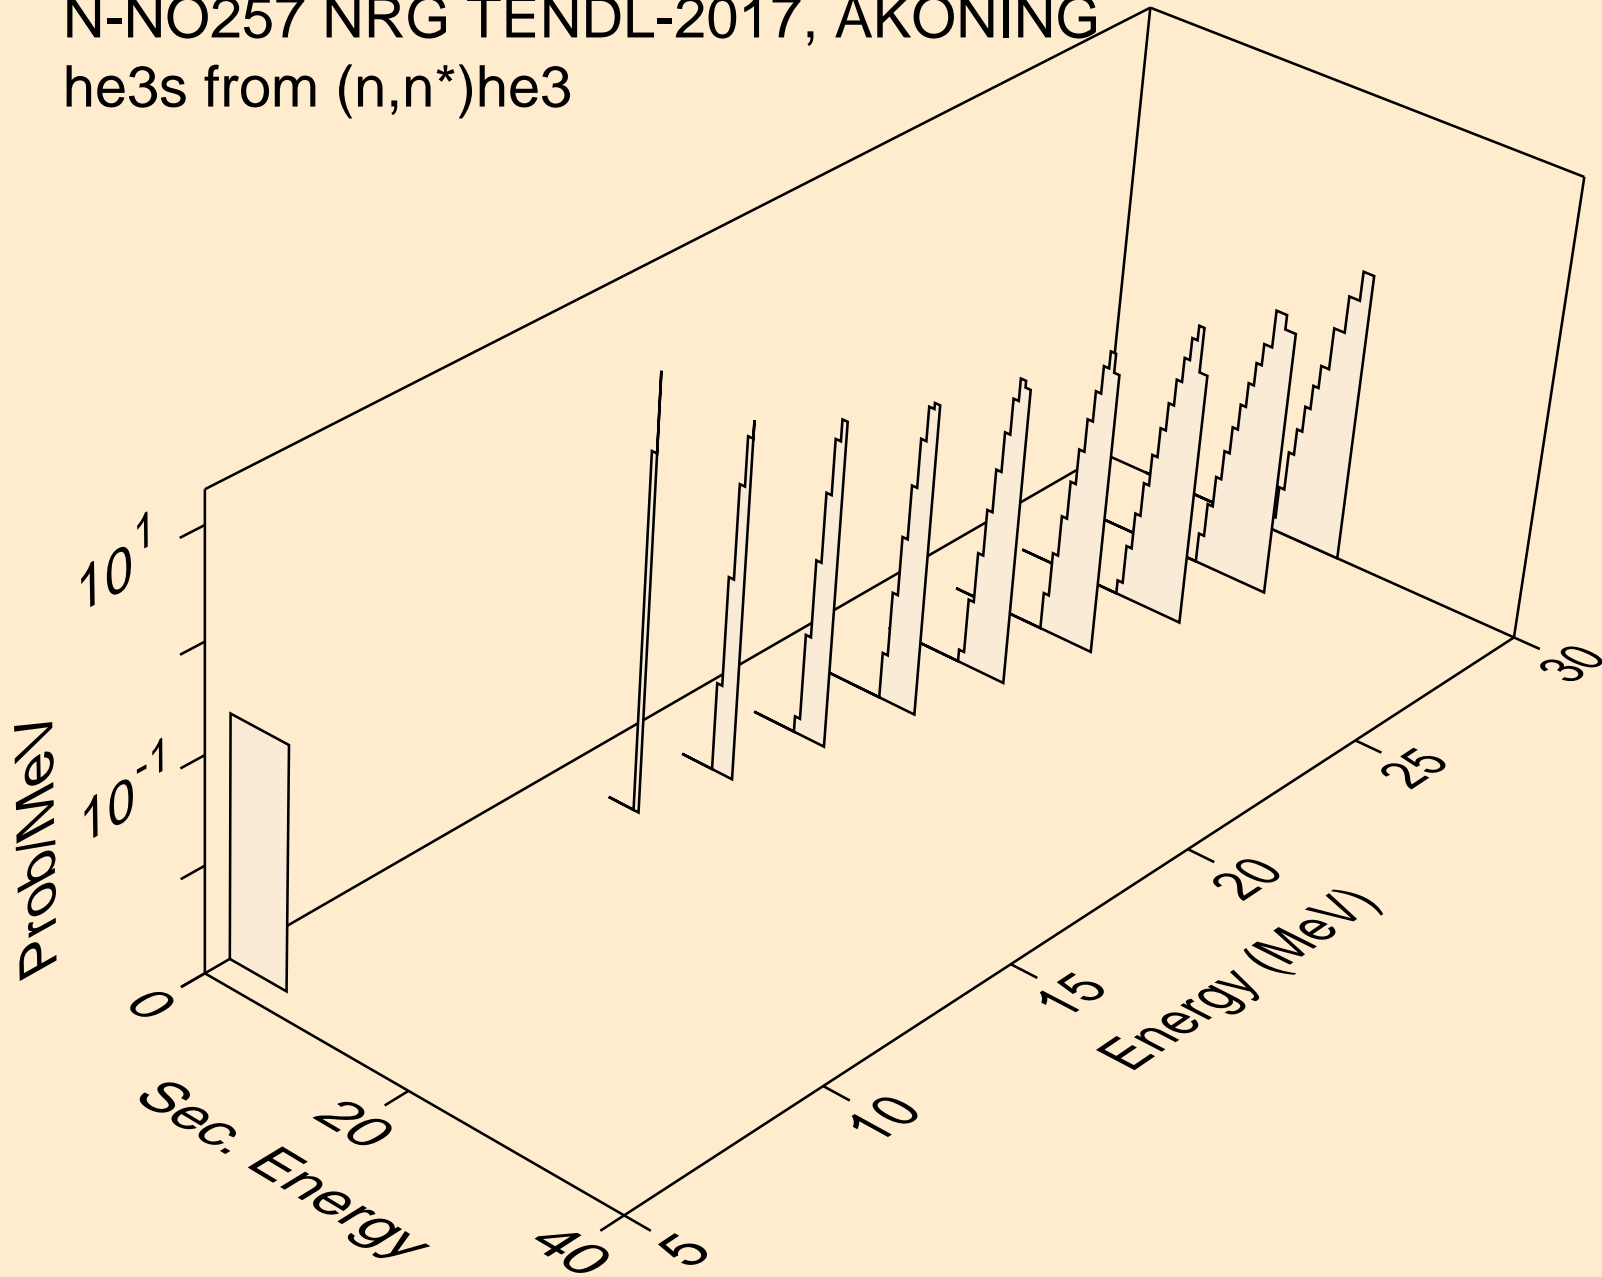 N-NO257 NRG TENDL-2017, AKONING
he3s from (n,n*)he3
10^1
10^-1
Prob/MeV
0
20
40
Sec. Energy
5
10
15
20
25
30
Energy (MeV)